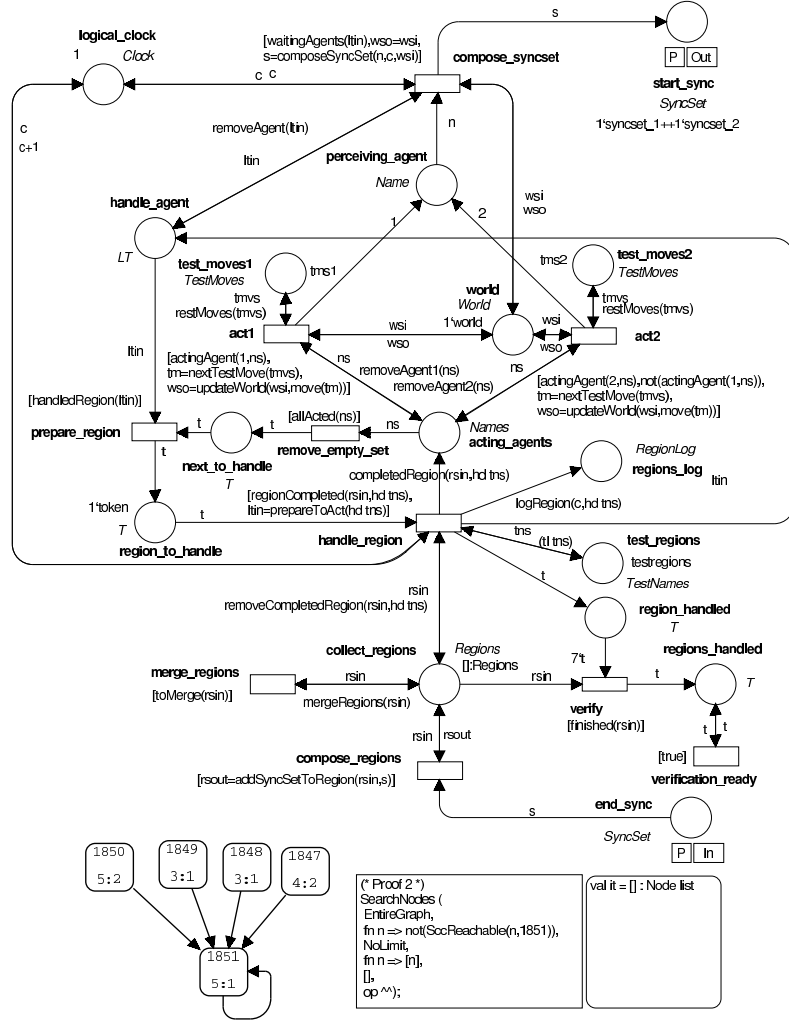 s
logical_clock
1
Clock
[waitingAgents(ltin),wso=wsi,
s=composeSyncSet(n,c,wsi)]
compose_syncset
P
Out
start_sync
SyncSet
1`syncset_1++1`syncset_2
c c
c
c+1
removeAgent(ltin)
ltin
n
perceiving_agent
Name
wsi
wso
handle_agent
LT
1
2
test_moves1
TestMoves
tms1
tmvs
restMoves(tmvs)
act1
test_moves2
TestMoves
tms2
tmvs
restMoves(tmvs)
act2
world
World
1`world
wsi
wso
wsi
wso
ltin
[actingAgent(1,ns),
tm=nextTestMove(tmvs),
wso=updateWorld(wsi,move(tm))]
ns
removeAgent1(ns)
removeAgent2(ns)
ns
[actingAgent(2,ns),not(actingAgent(1,ns)),
tm=nextTestMove(tmvs),
wso=updateWorld(wsi,move(tm))]
[handledRegion(ltin)]
prepare_region
t
next_to_handle
T
t
[allActed(ns)]
remove_empty_set
ns
Names
acting_agents
t
1`token
T
region_to_handle
t
completedRegion(rsin,hd tns)
[regionCompleted(rsin,hd tns),
ltin=prepareToAct(hd tns)]
handle_region
RegionLog
regions_log
ltin
logRegion(c,hd tns)
tns
(tl tns)
test_regions
testregions
TestNames
t
region_handled
T
rsin
removeCompletedRegion(rsin,hd tns)
7`t
collect_regions
Regions
[]:Regions
regions_handled
T
merge_regions
[toMerge(rsin)]
rsin
mergeRegions(rsin)
rsin
verify
[finished(rsin)]
t
t
t
[true]
verification_ready
rsin
rsout
compose_regions
[rsout=addSyncSetToRegion(rsin,s)]
s
end_sync
SyncSet
P
In
1850
5:2
1849
3:1
1848
3:1
1847
4:2
1851
5:1
(* Proof 2 *)
SearchNodes (
EntireGraph,
fn n => not(SccReachable(n,1851)),
NoLimit,
fn n => [n],
[],
op ^^);
val it = [] : Node list